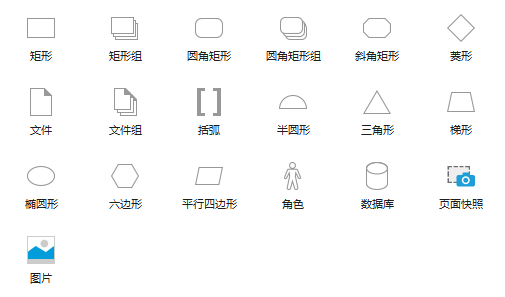 矩形 矩形组 圆角矩形 圆角矩形组 斜角矩形 菱形
文件 文件组 括弧 半圆形 三角形 梯形
椭圆形 六边形 平行四边形 角色 数据库 页面快照
图片